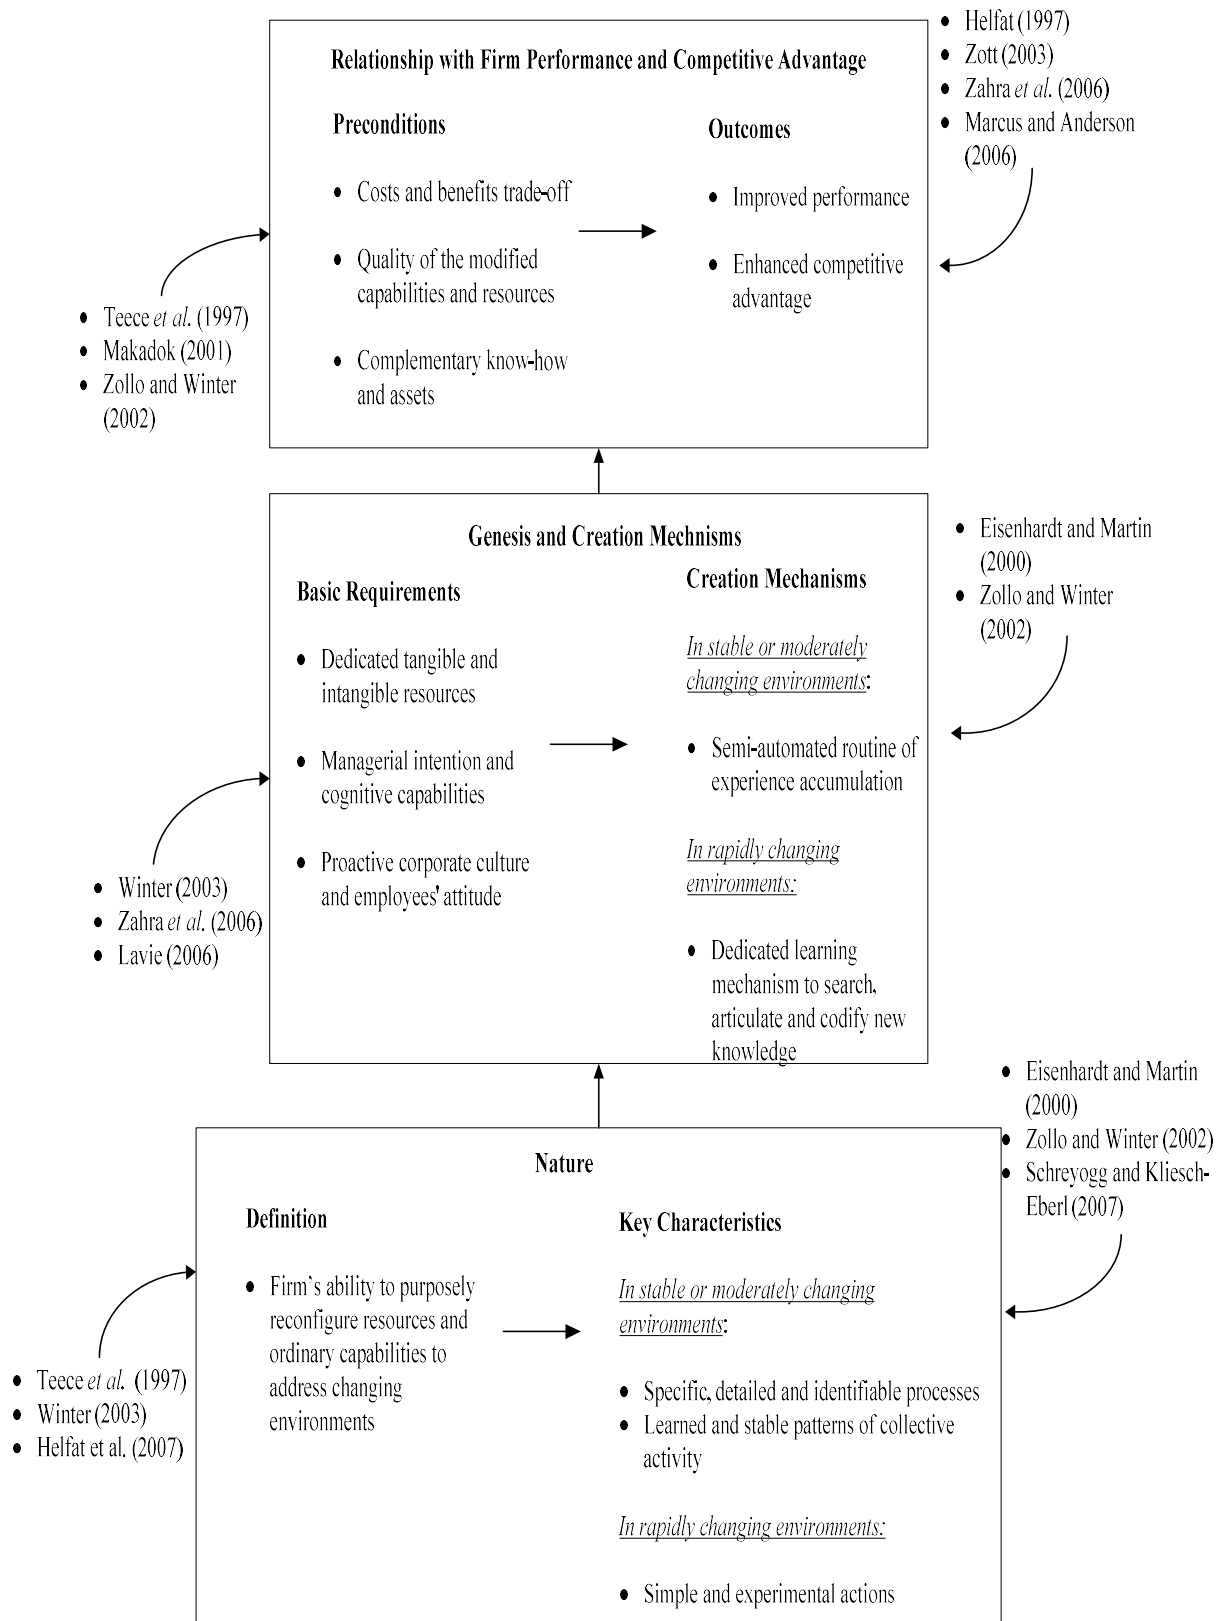 Relationship with Firm Performance and Competitive Advantage
Preconditions
• Costs and benefits trade-off
• Quality of the modified
capabilities and resources
• Complementary know-how
and assets
Outcomes
• Improved performance
• Enhanced competitive
advantage
• Helfat (1997)
• Zott (2003)
• Zahra et al. (2006)
• Marcus and Anderson
(2006)
• Teece et al. (1997)
• Makadok (2001)
• Zollo and Winter
(2002)
Genesis and Creation Mechnisms
Basic Requirements
• Dedicated tangible and
intangible resources
• Managerial intention and
cognitive capabilities
• Proactive corporate culture
and employees' attitude
Creation Mechanisms
In stable or moderately
changing environments:
• Semi-automated routine of
experience accumulation
In rapidly changing
environments:
• Dedicated learning
mechanism to search,
articulate and codify new
knowledge
• Eisenhardt and Martin
(2000)
• Zollo and Winter
(2002)
• Winter (2003)
• Zahra et al. (2006)
• Lavie (2006)
Nature
Definition
• Firm's ability to purposely
reconfigure resources and
ordinary capabilities to
address changing
environments
Key Characteristics
In stable or moderately changing
environments:
• Specific, detailed and identifiable processes
• Learned and stable patterns of collective
activity
In rapidly changing environments:
• Simple and experimental actions
• Eisenhardt and Martin
(2000)
• Zollo and Winter (2002)
• Schreyogg and Kliesch-
Eberl (2007)
• Teece et al. (1997)
• Winter (2003)
• Helfat et al. (2007)